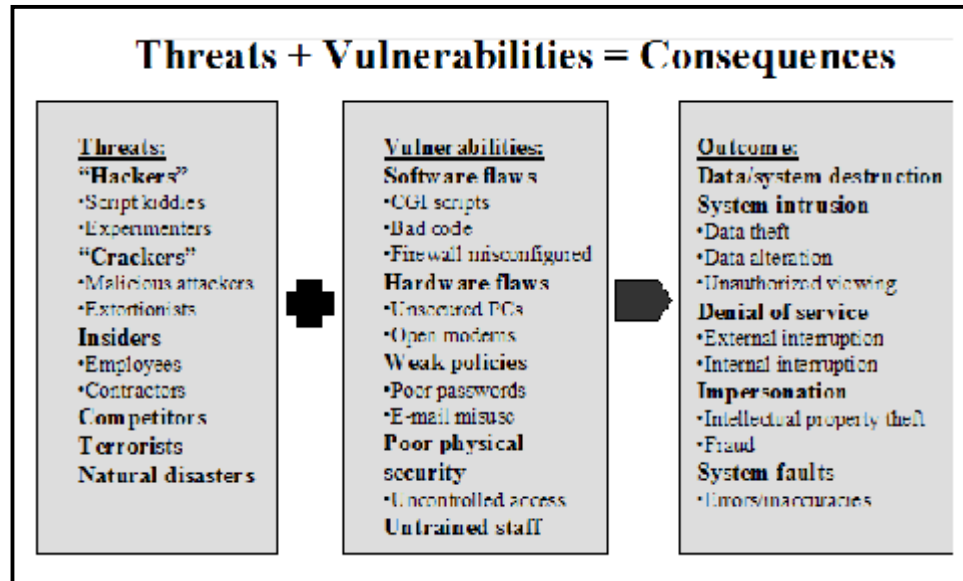 Threats + Vulnerabilities = Consequences
Threats:
“Hackers”
•Script kiddies
•Experimenters
“Crackers”
•Malicious attackers
•Extortionists
Insiders
•Employees
•Contractors
Competitors
Terrorists
Natural disasters
Vulnerabilities:
Software flaws
•CGI scripts
•Bad code
•Firewall misconfigured
Hardware flaws
•Unsecured PCs
•Open modems
Weak policies
•Poor passwords
•E-mail misuse
Poor physical
security
•Uncontrolled access
Untrained staff
Outcome:
Data/system destruction
System intrusion
•Data theft
•Data alteration
•Unauthorized viewing
Denial of service
•External interruption
•Internal interruption
Impersonation
•Intellectual property theft
•Fraud
System faults
•Errors/inaccuracies